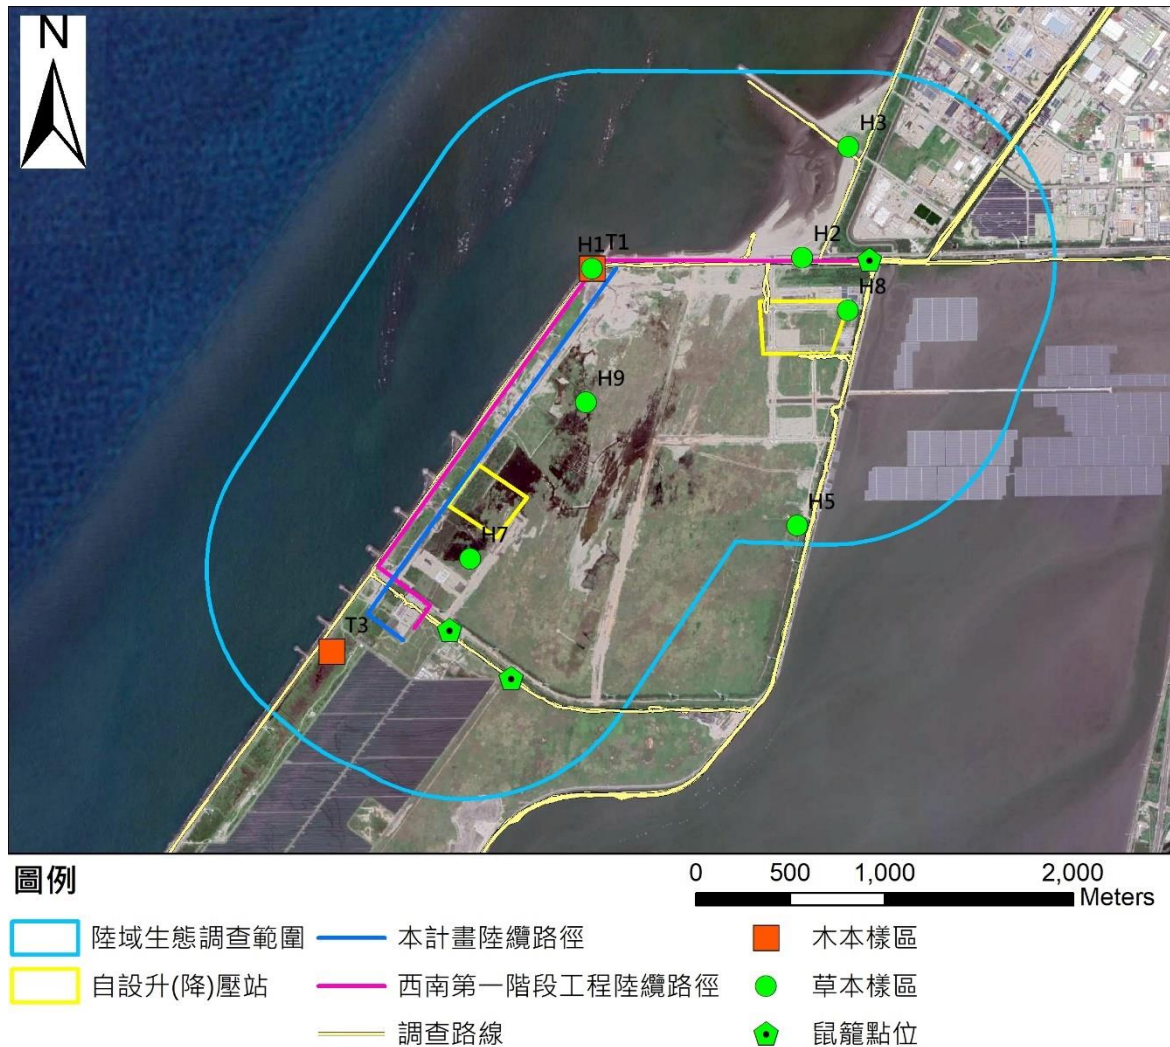 N
H3
H1 T1
H2
H8
H9
H5
H7
T3
圖例
0 500 1,000 2,000
Meters
陸域生態調查範圍 本計畫陸纜路徑 木本樣區
自設升(降)壓站 西南第一階段工程陸纜路徑 草本樣區
調查路線 鼠籠點位